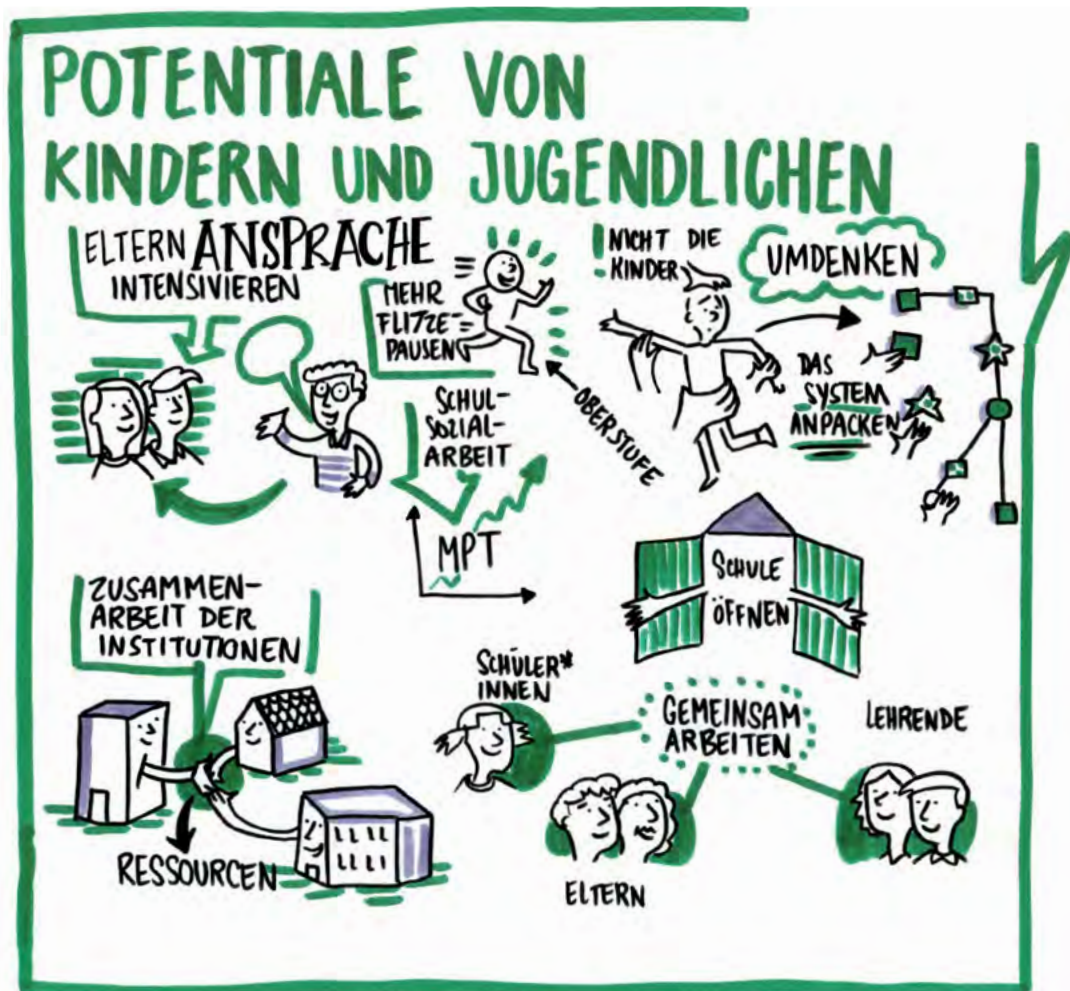 POTENTIALE VON
KINDERN UND JUGENDLICHEN
ELTERN ANSPRACHE
INTENSIVIEREN
MEHR
FLITZE-
PAUSEN
OBERSTUFE
! NICHT DIE
KINDER
UMDENKEN
DAS
SYSTEM
ANPACKEN
SCHUL-
SOZIAL-
ARBEIT
MPT
SCHULE
ÖFFNEN
ZUSAMMEN-
ARBEIT DER
INSTITUTIONEN
RESSOURCEN
SCHÜLER*
INNEN
GEMEINSAM
ARBEITEN
LEHRENDE
ELTERN